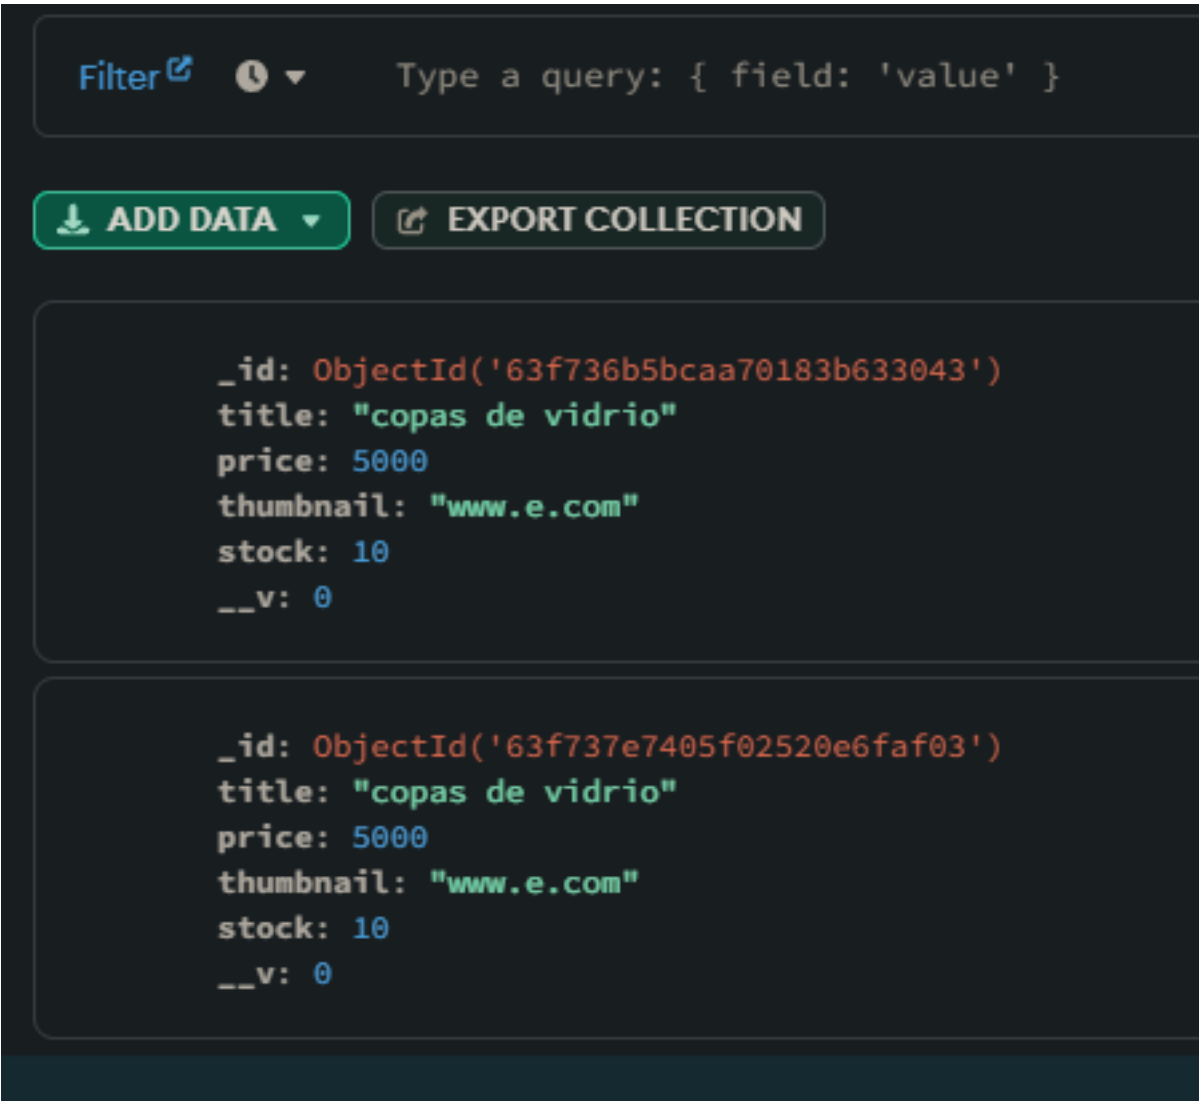 Filter Type a query: { field: 'value' }
ADD DATA EXPORT COLLECTION
_id: ObjectId('63f736b5bcaa70183b633043')
title: "copas de vidrio"
price: 5000
thumbnail: "www.e.com"
stock: 10
__v: 0
_id: ObjectId('63f737e7405f02520e6faf03')
title: "copas de vidrio"
price: 5000
thumbnail: "www.e.com"
stock: 10
__v: 0